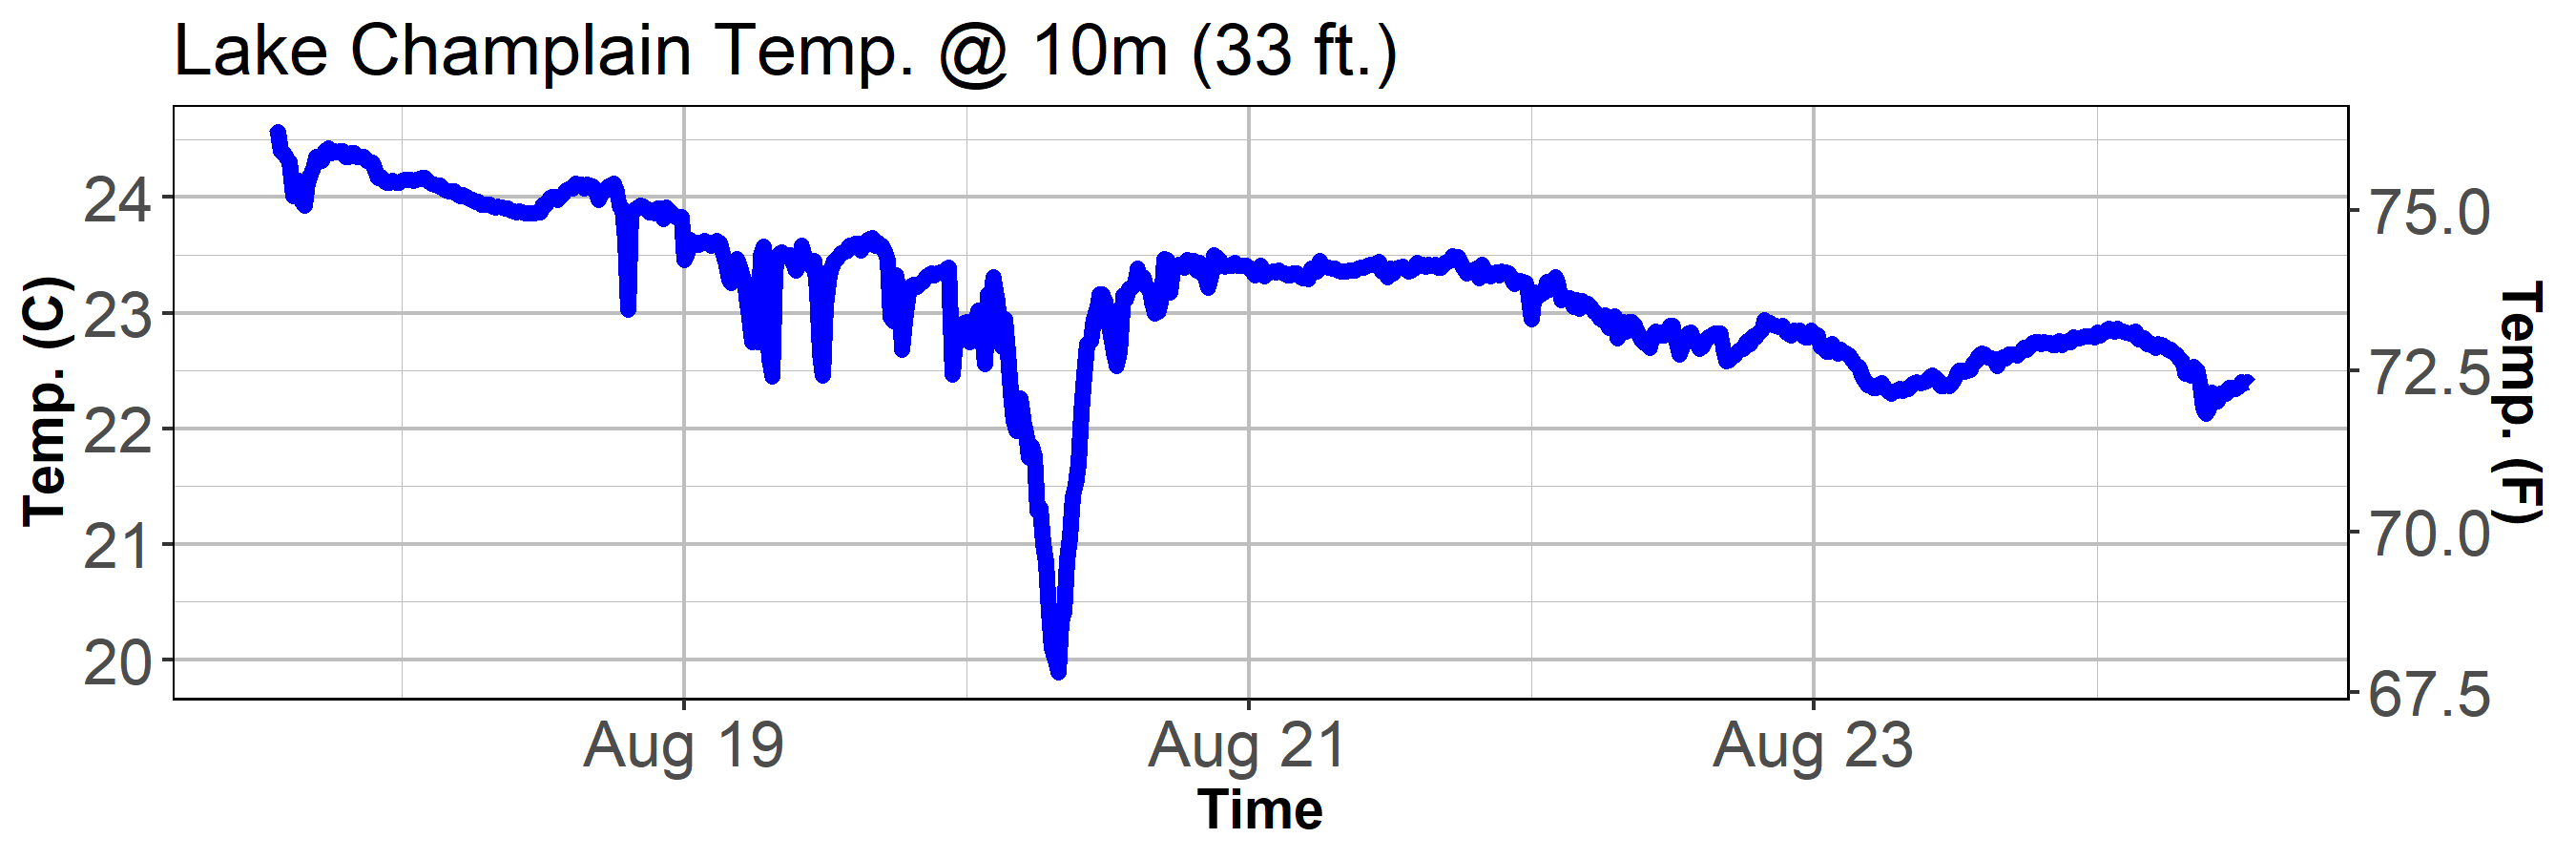 Lake Champlain Temp. @ 10m (33 ft.)
Temp. (C)
24
23
22
21
20
75.0
72.5
70.0
67.5
Temp. (F)
Aug 19
Aug 21
Aug 23
Time